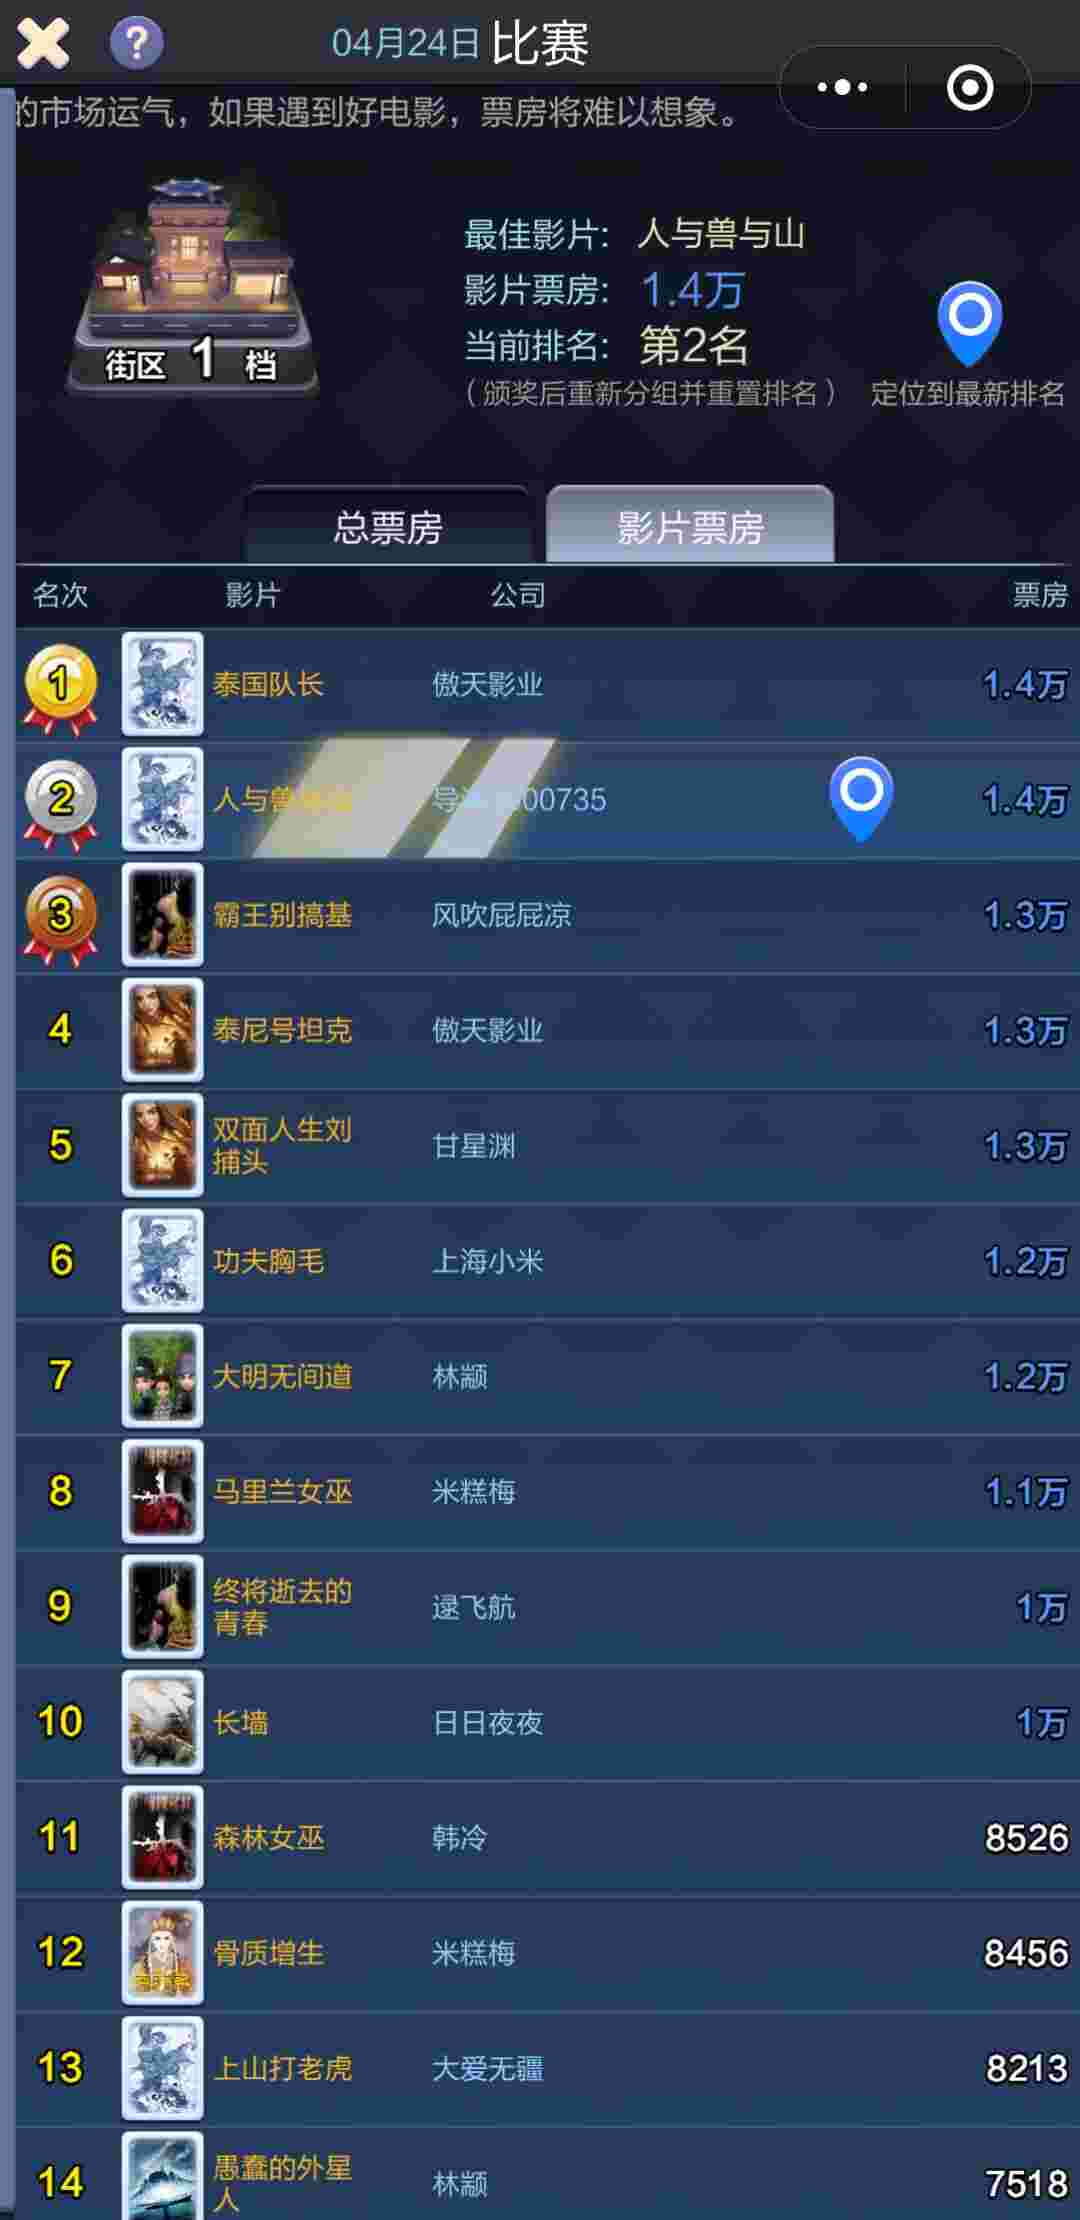 04月24日 比赛
的市场运气，如果遇到好电影，票房将难以想象。
最佳影片: 人与兽与山
影片票房: 1.4万
当前排名: 第2名
（颁奖后重新分组并重置排名）
定位到最新排名
街区 1 档
总票房 影片票房
名次 影片 公司 票房
1 泰国队长 傲天影业 1.4万
2 人与兽 导 00735 1.4万
3 霸王别搞基 风吹屁屁凉 1.3万
4 泰尼号坦克 傲天影业 1.3万
5 双面人生刘
捕头 甘星渊 1.3万
6 功夫胸毛 上海小米 1.2万
7 大明无间道 林颛 1.2万
8 马里兰女巫 米糕梅 1.1万
9 终将逝去的
青春 逯飞航 1万
10 长墙 日日夜夜 1万
11 森林女巫 韩冷 8526
12 骨质增生 米糕梅 8456
13 上山打老虎 大爱无疆 8213
14 愚蠢的外星
人 林颛 7518